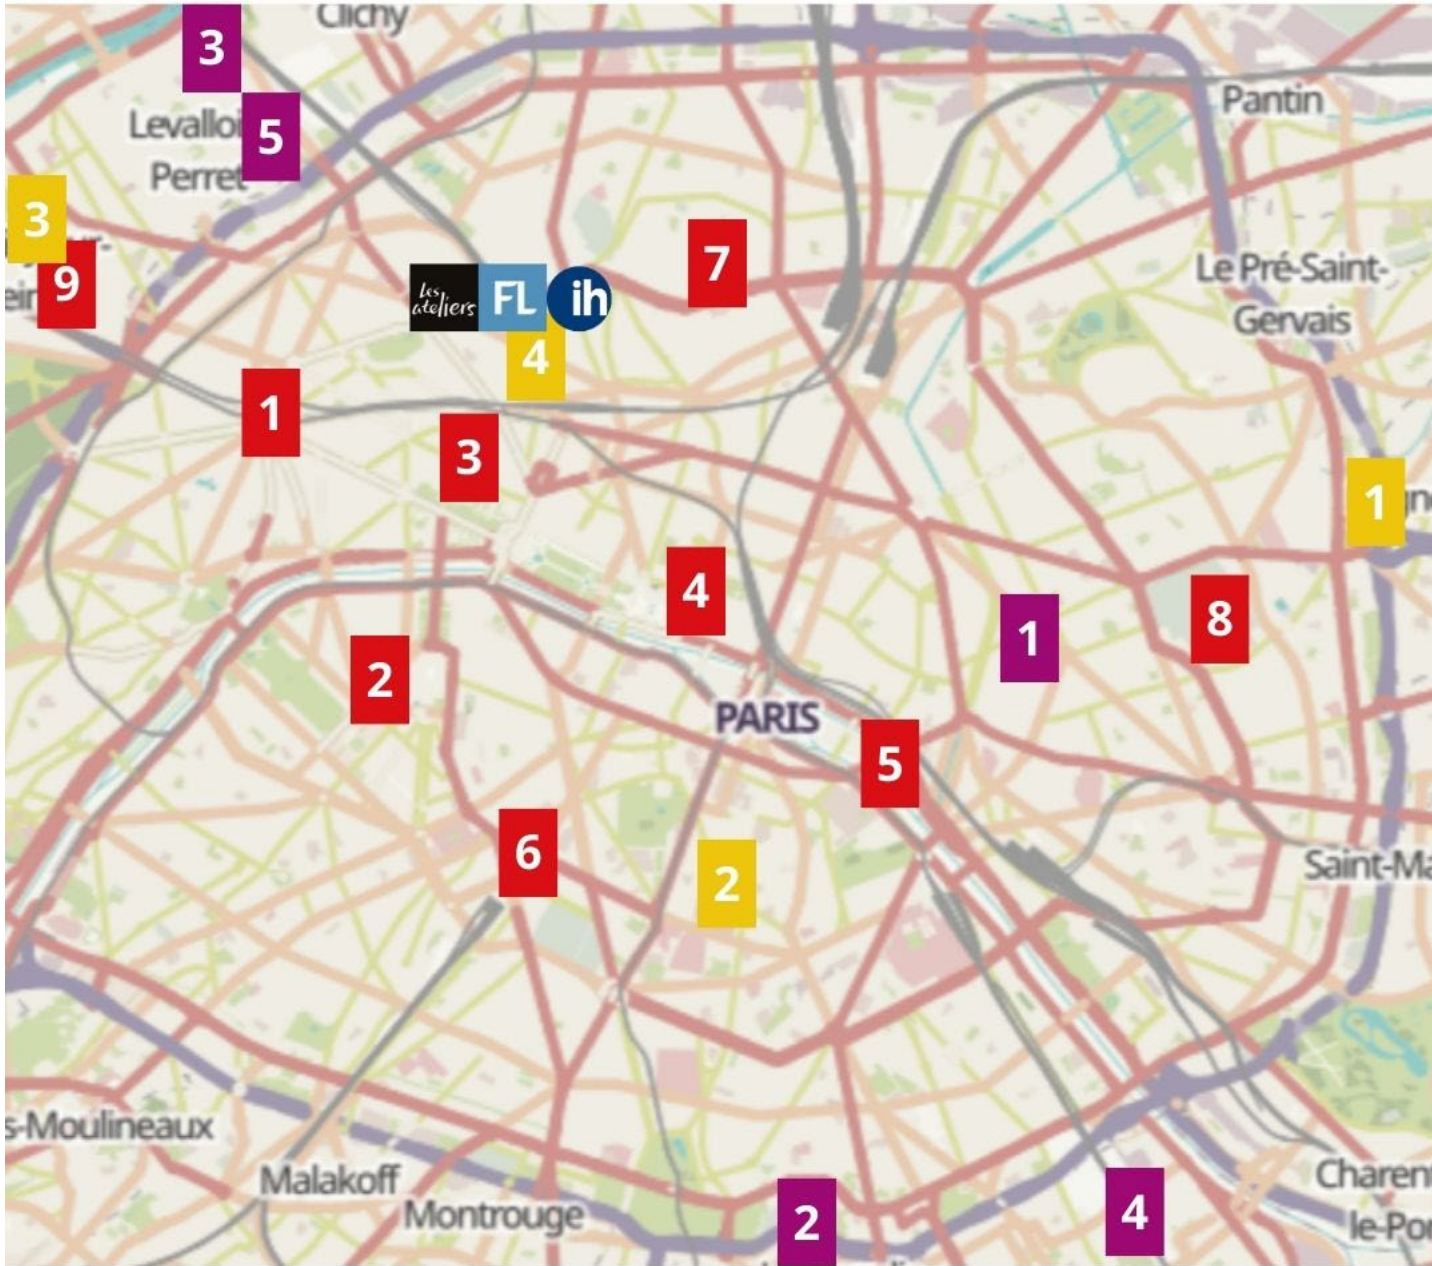 Clichy
3
Levalloi
5
Perret
Pantin
3
9
7
Le Pré-Saint-
Gervais
les
ateliers
FL
ih
4
1
3
1
4
1
8
2
PARIS
5
6
2
Saint-Ma
s-Moulineaux
Malakoff
Montrouge
2
4
Charen
le-Po